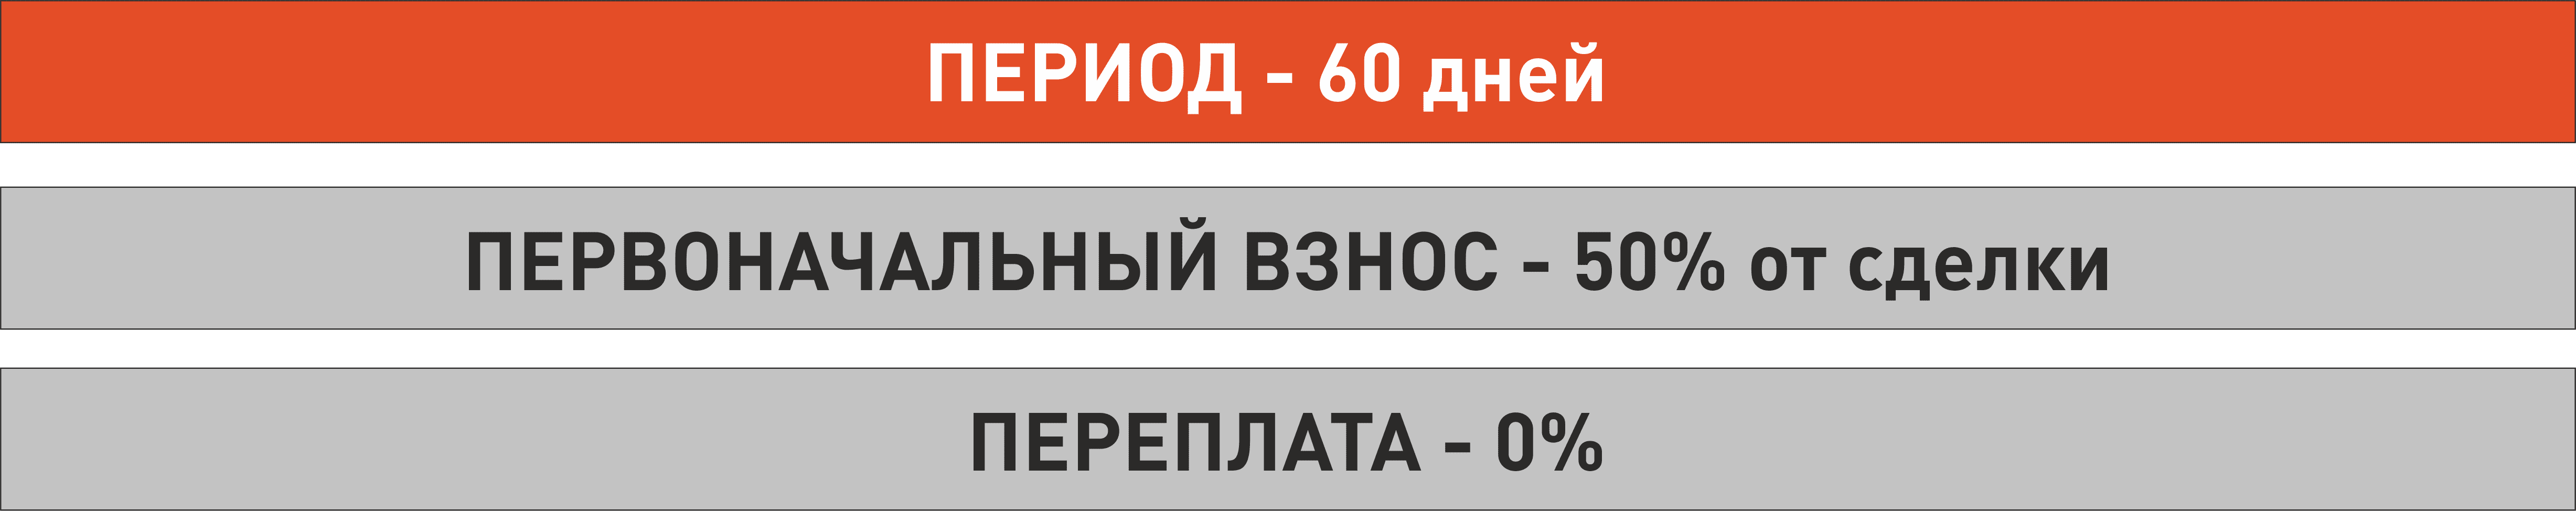 ПЕРИОД - 60 дней
ПЕРВОНАЧАЛЬНЫЙ ВЗНОС - 50% от сделки
ПЕРЕПЛАТА - 0%